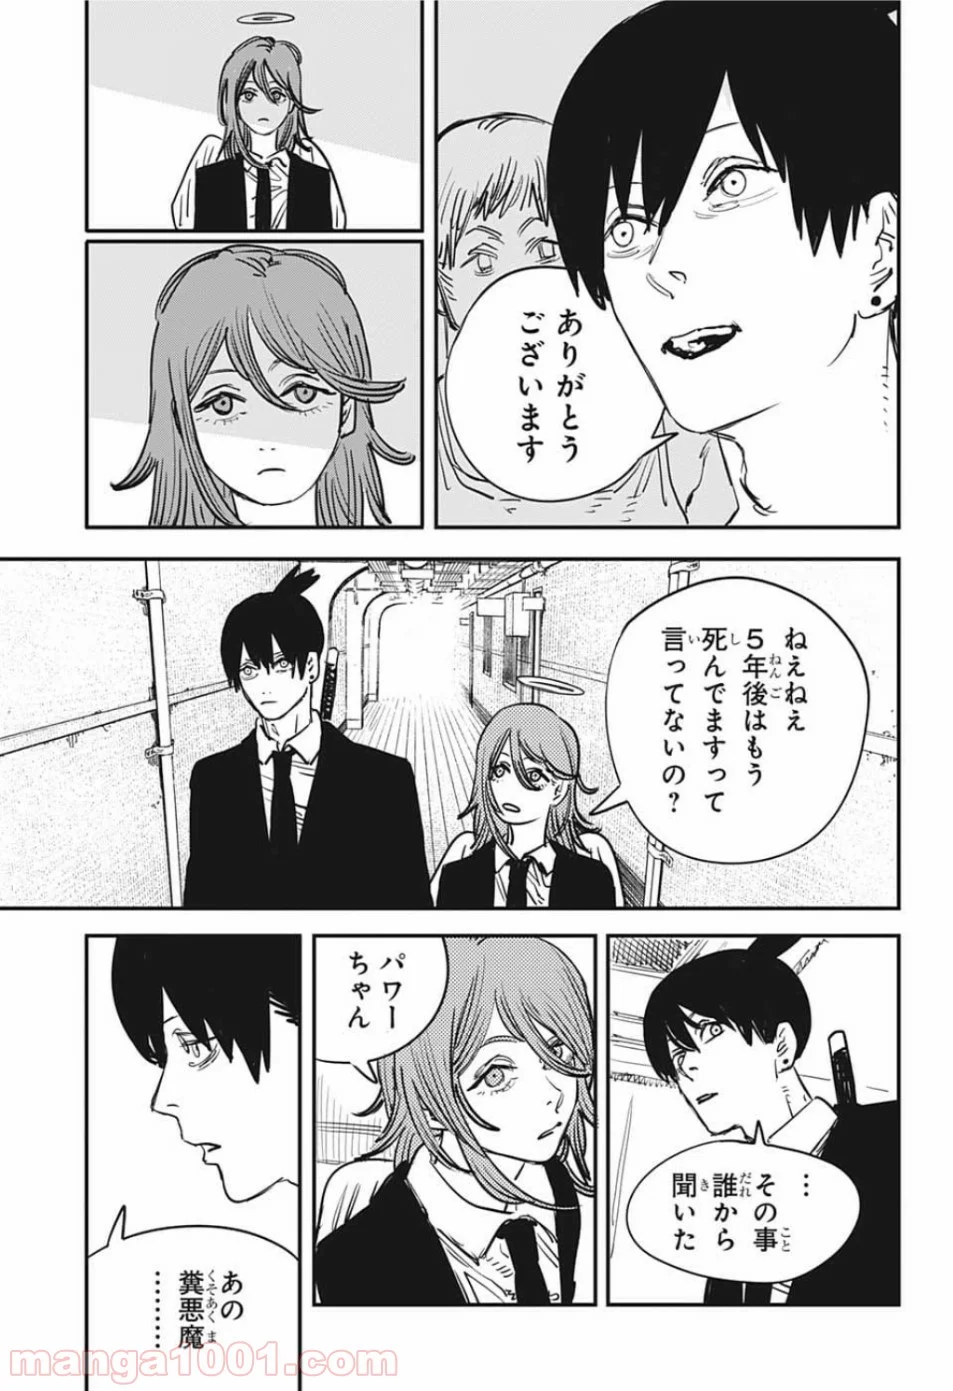 ありがとう
ございます
ねえねえ
5年後はもう
死んでますって
言ってないの?
…
その事
誰から
聞いた
パワー
ちゃん
あの
糞悪魔
………
manga1001.com